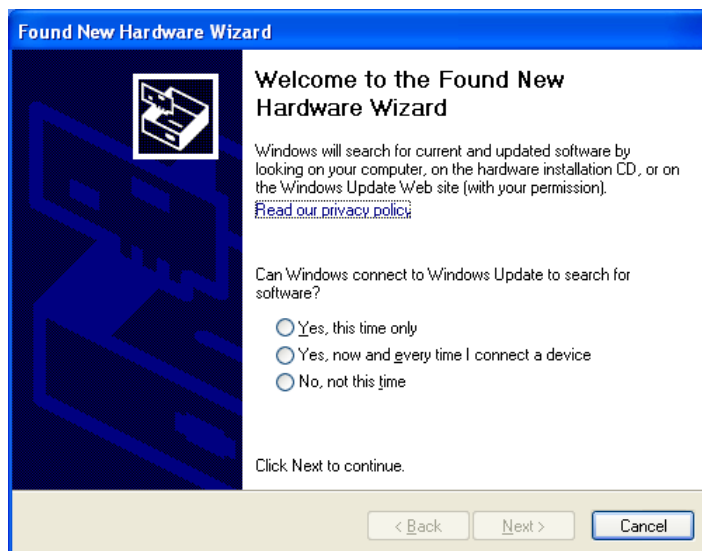 Found New Hardware Wizard
Welcome to the Found New
Hardware Wizard
Windows will search for current and updated software by
looking on your computer, on the hardware installation CD, or on
the Windows Update Web site (with your permission).
Read our privacy policy
Can Windows connect to Windows Update to search for
software?
Yes, this time only
Yes, now and every time I connect a device
No, not this time
Click Next to continue.
< Back Next > Cancel